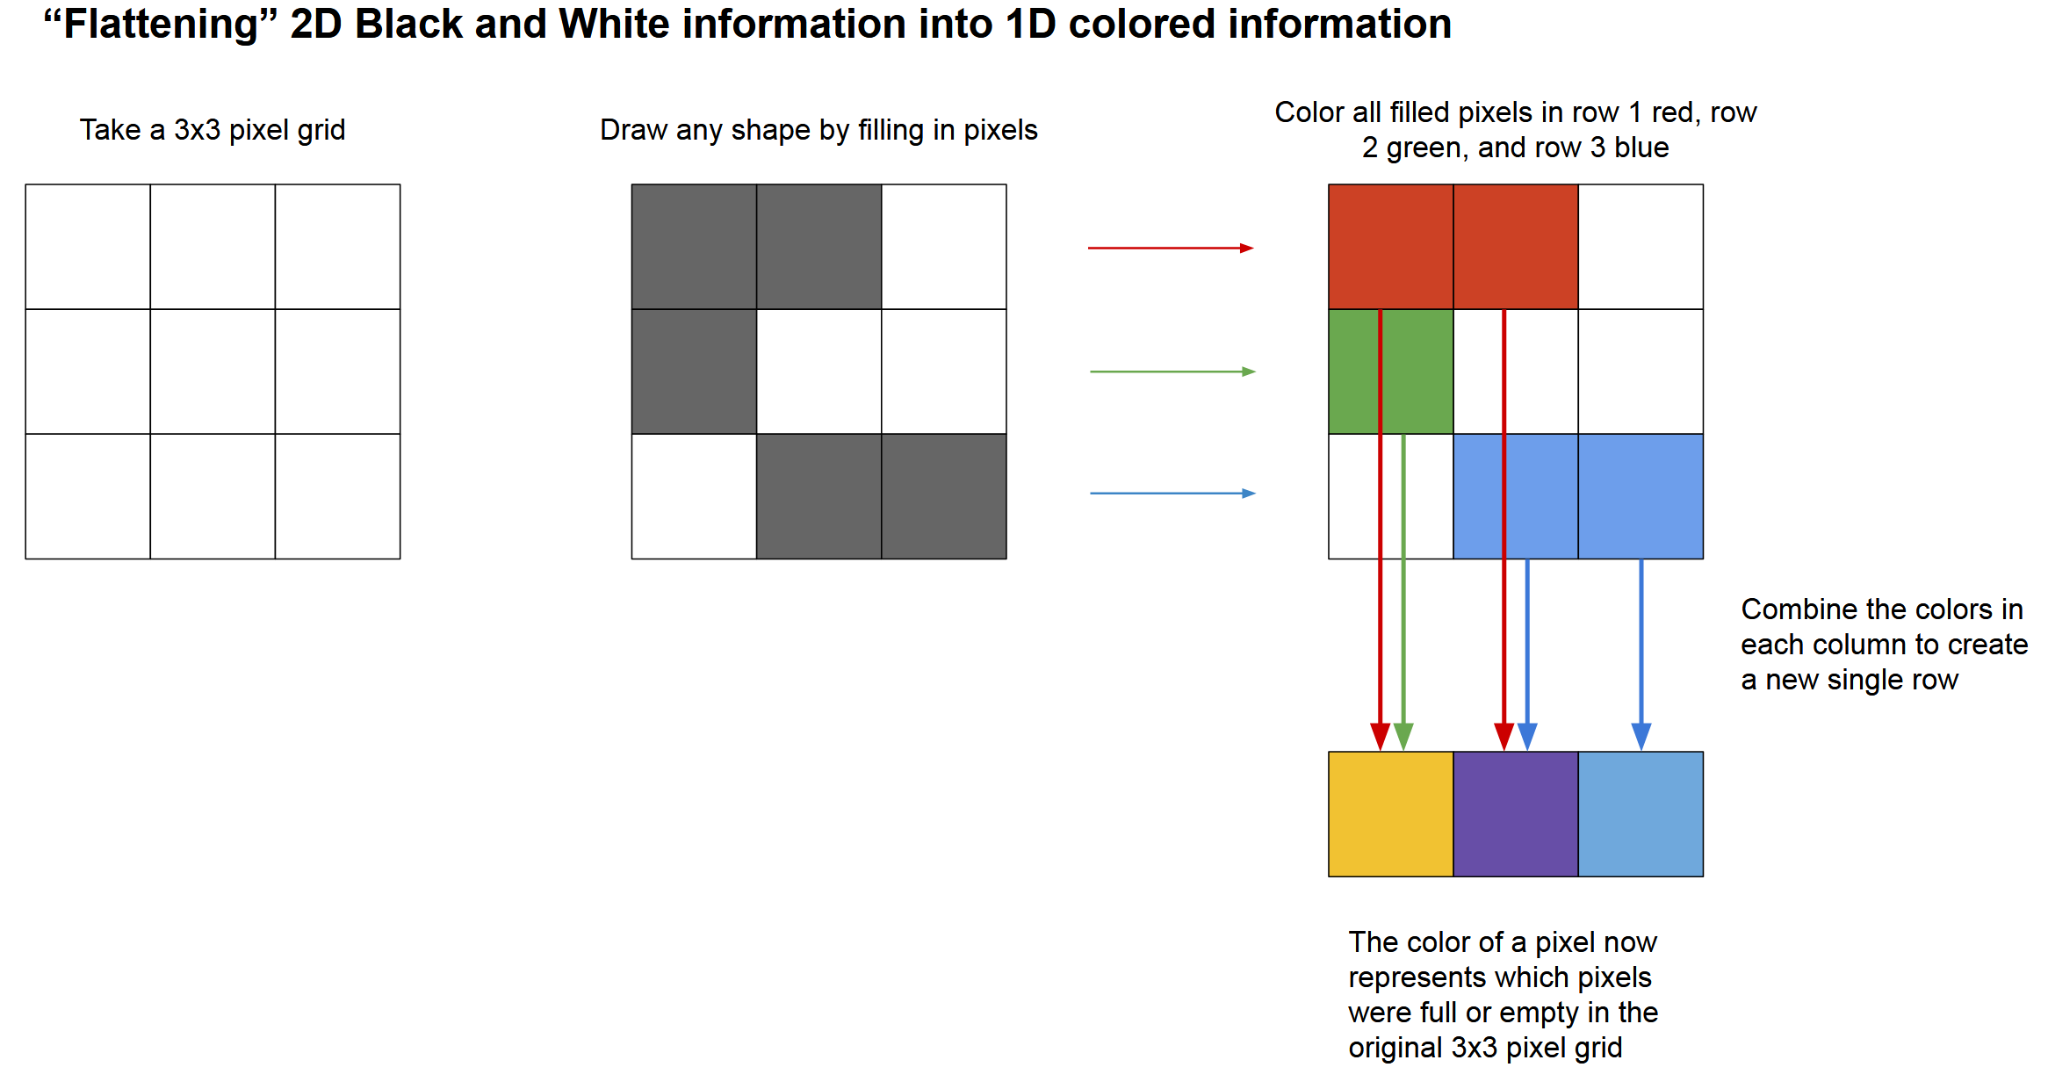 “Flattening” 2D Black and White information into 1D colored information
Take a 3x3 pixel grid
Draw any shape by filling in pixels
Color all filled pixels in row 1 red, row
2 green, and row 3 blue
Combine the colors in
each column to create
a new single row
The color of a pixel now
represents which pixels
were full or empty in the
original 3x3 pixel grid